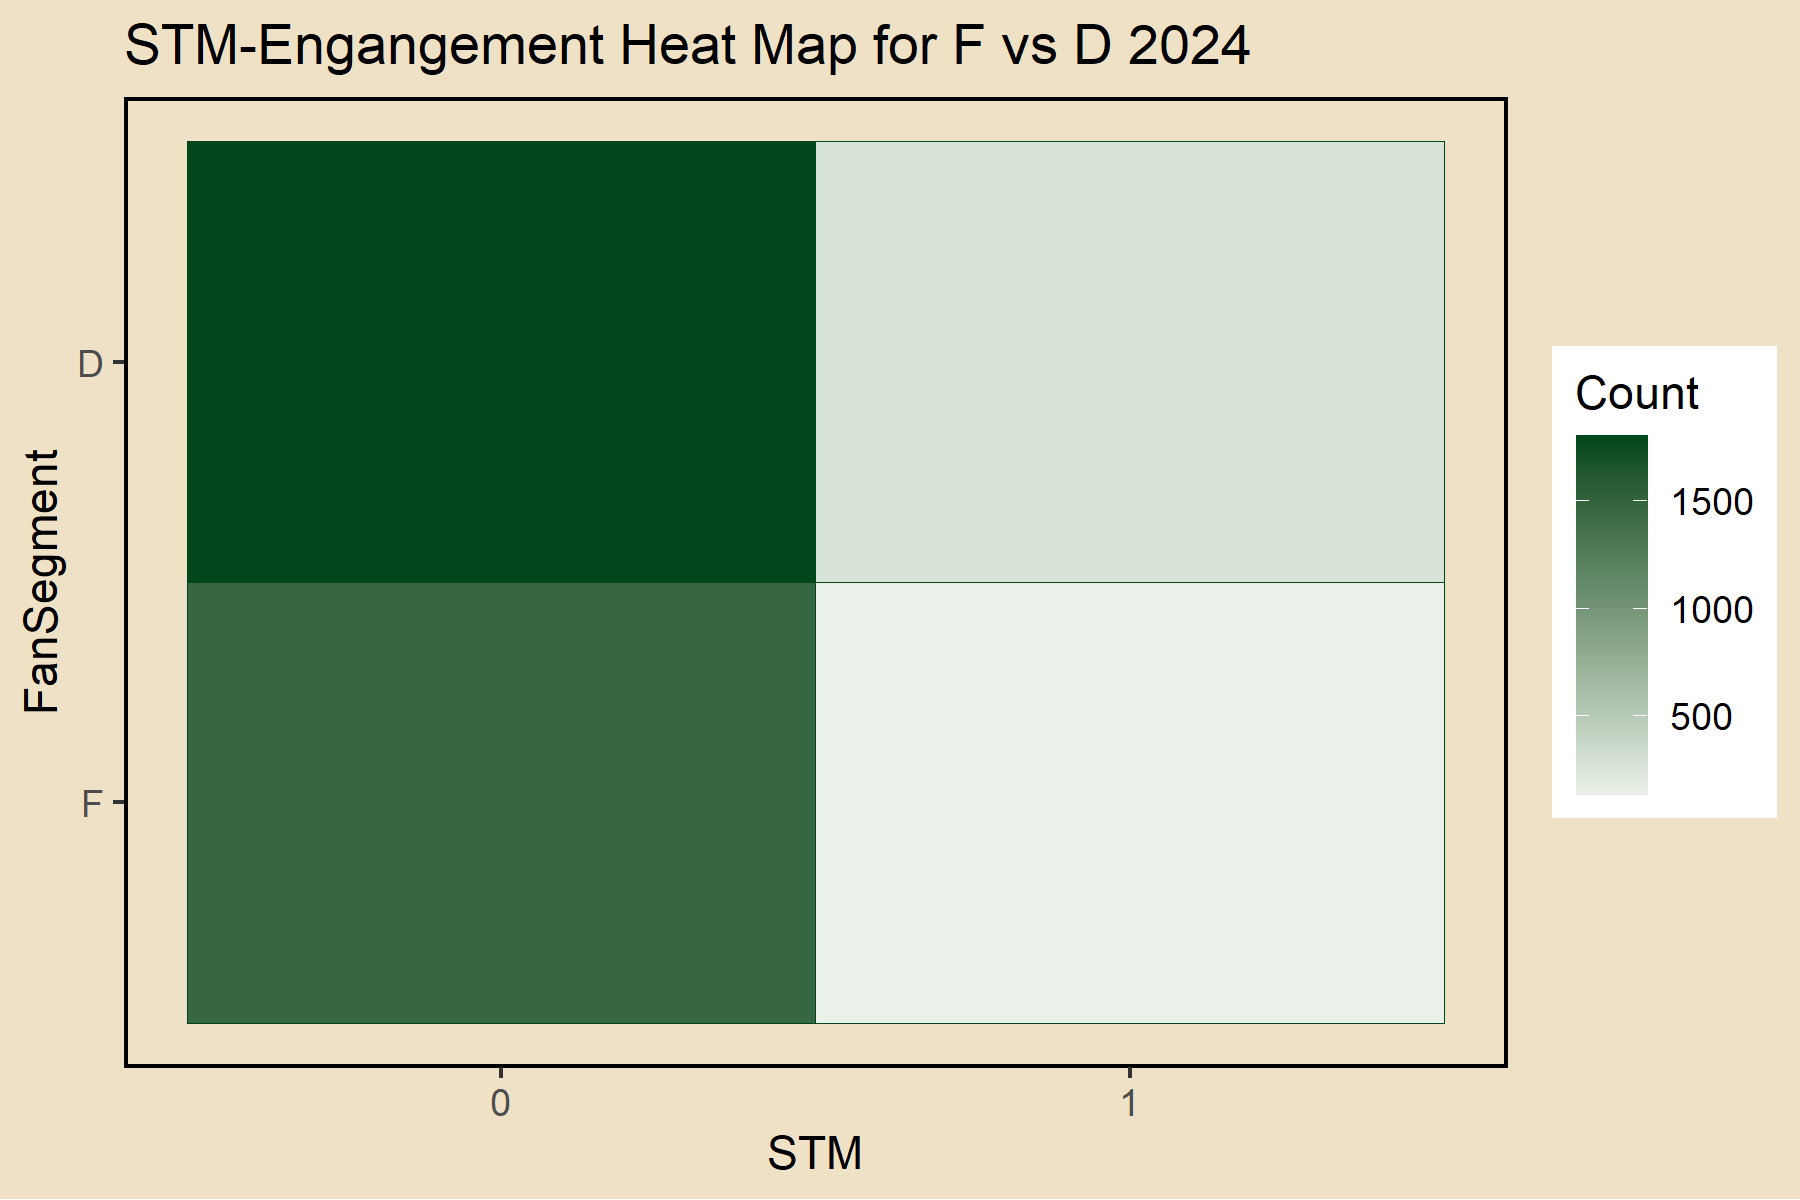 STM-Engangement Heat Map for F vs D 2024
FanSegment
D
F
0
1
STM
Count
1500
1000
500